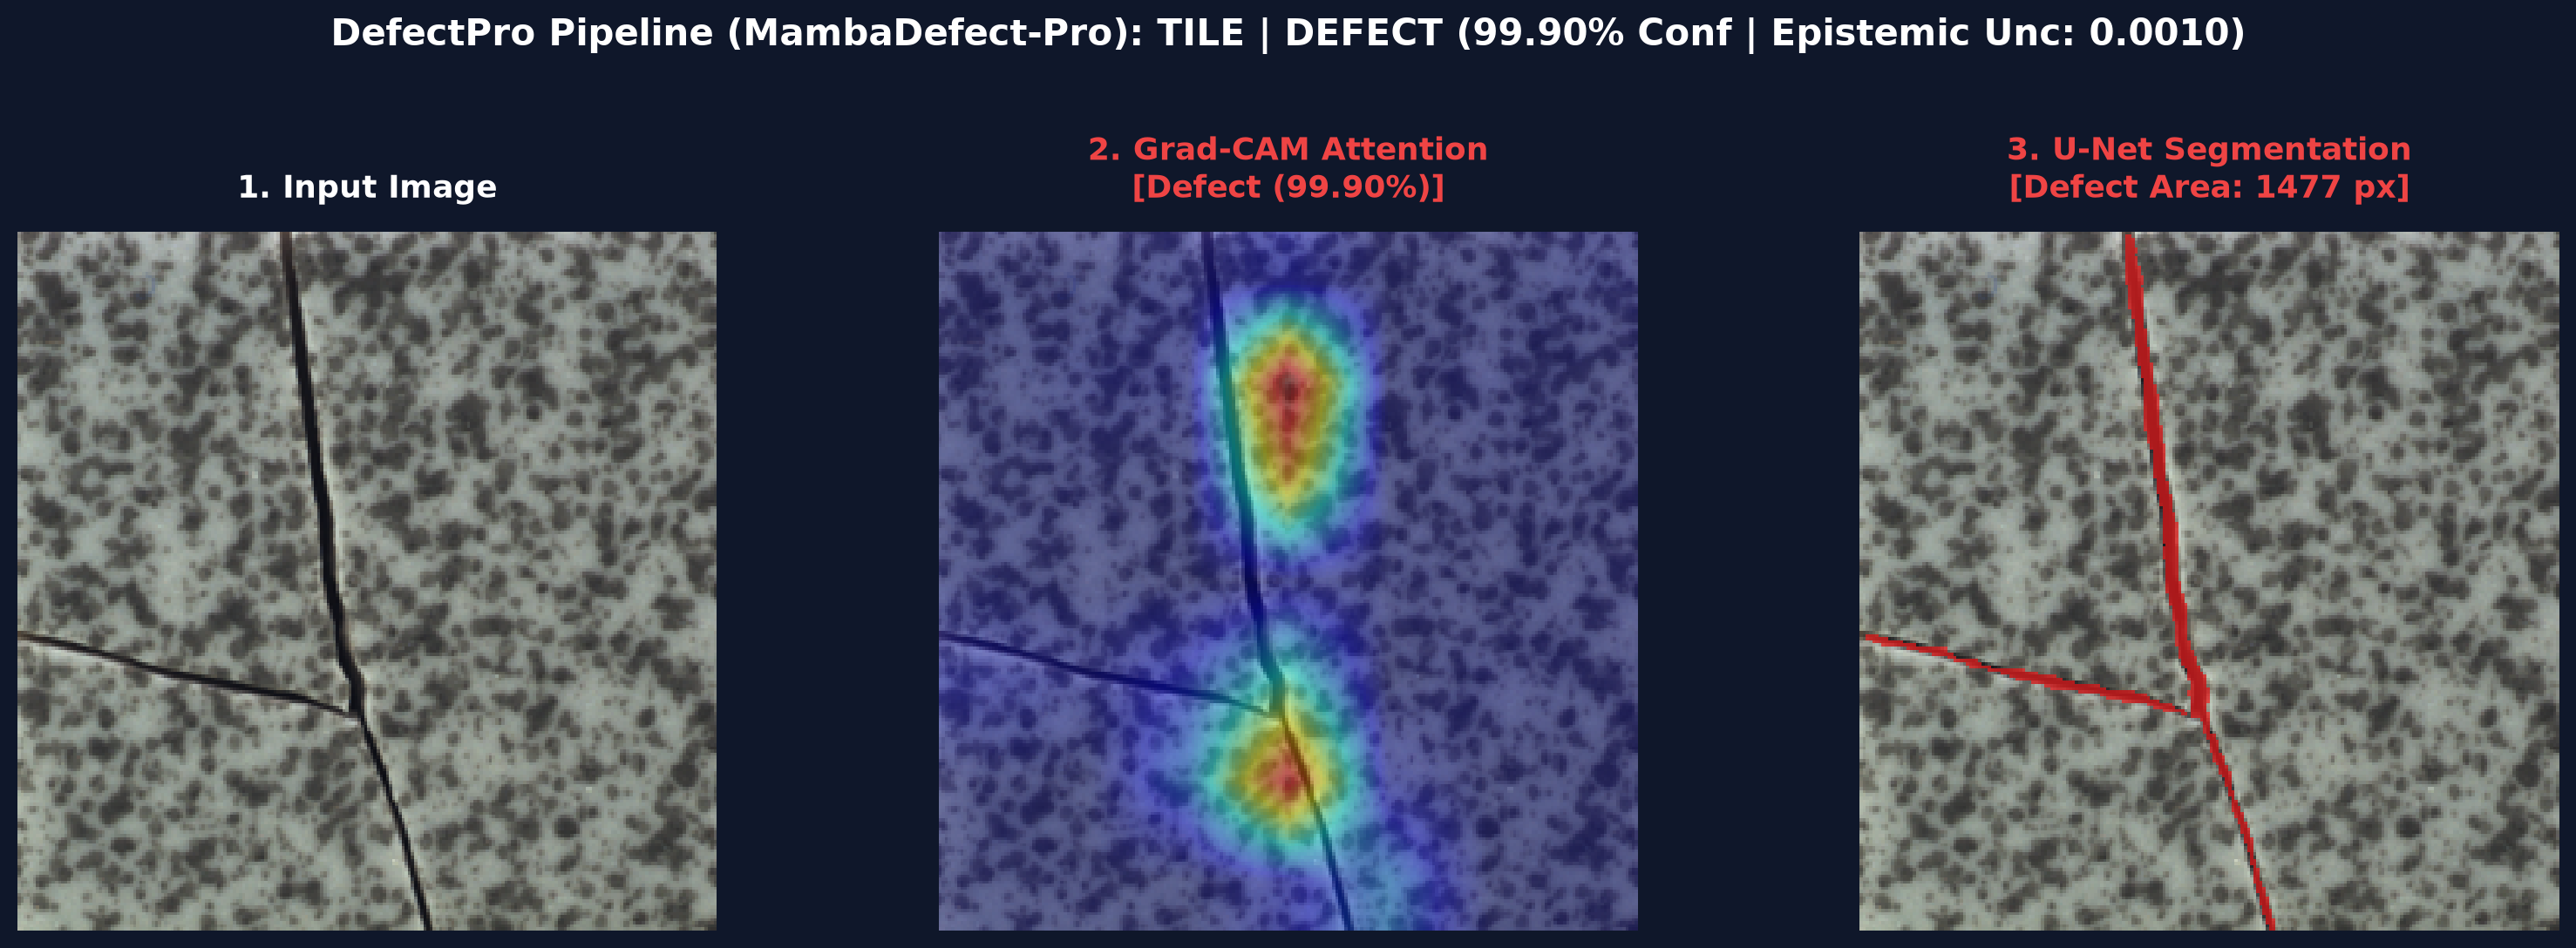 DefectPro Pipeline (MambaDefect-Pro): TILE | DEFECT (99.90% Conf | Epistemic Unc: 0.0010)
1. Input Image
2. Grad-CAM Attention
[Defect (99.90%)]
3. U-Net Segmentation
[Defect Area: 1477 px]